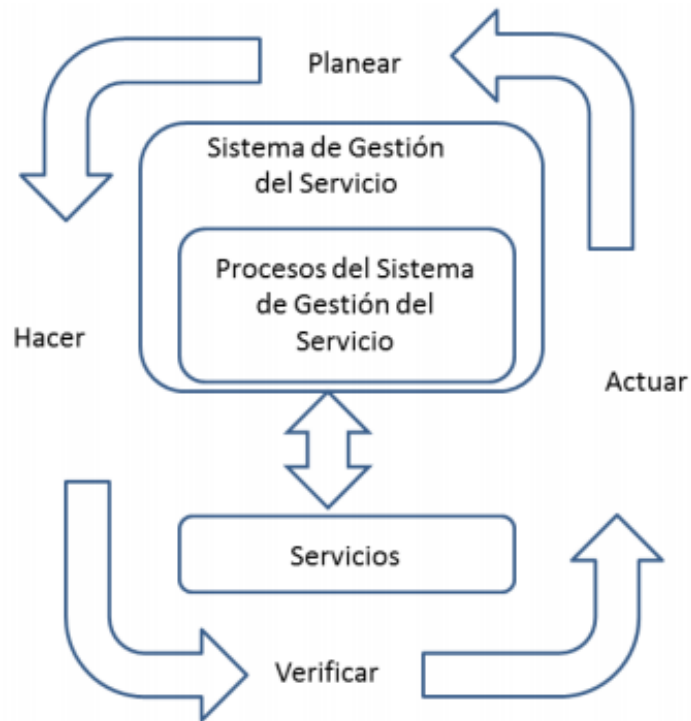 Planear
Sistema de Gestión
del Servicio
Procesos del Sistema
de Gestión del
Servicio
Hacer
Actuar
Servicios
Verificar